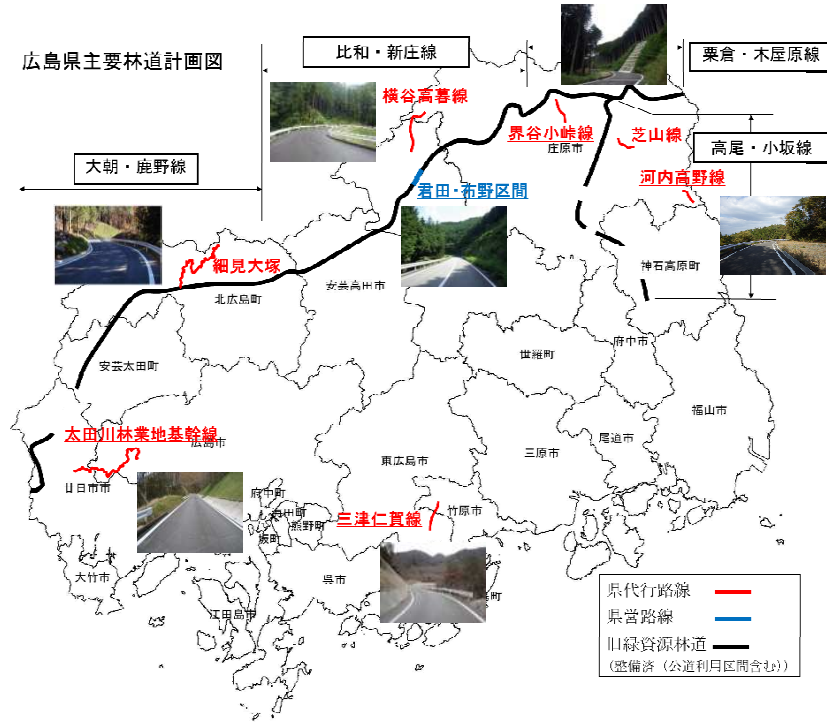 広島県主要林道計画図
比和・新庄線
粟倉・木屋原線
横谷高暮線
界谷小峠線
庄原市
芝山線
高尾・小坂線
大朝・鹿野線
河内高野線
君田・布野区間
細見大塚
神石高原町
安芸高田市
北広島町
府中市
世羅町
安芸太田町
福山市
太田川林業地基幹線
広島市
尾道市
三原市
東広島市
廿日市市
府中町
海田町
竹原市
三津仁賀線
熊野町
坂町
大竹市
呉市
江田島市
町
県代行路線
県営路線
旧緑資源林道
(整備済（公道利用区間含む）)